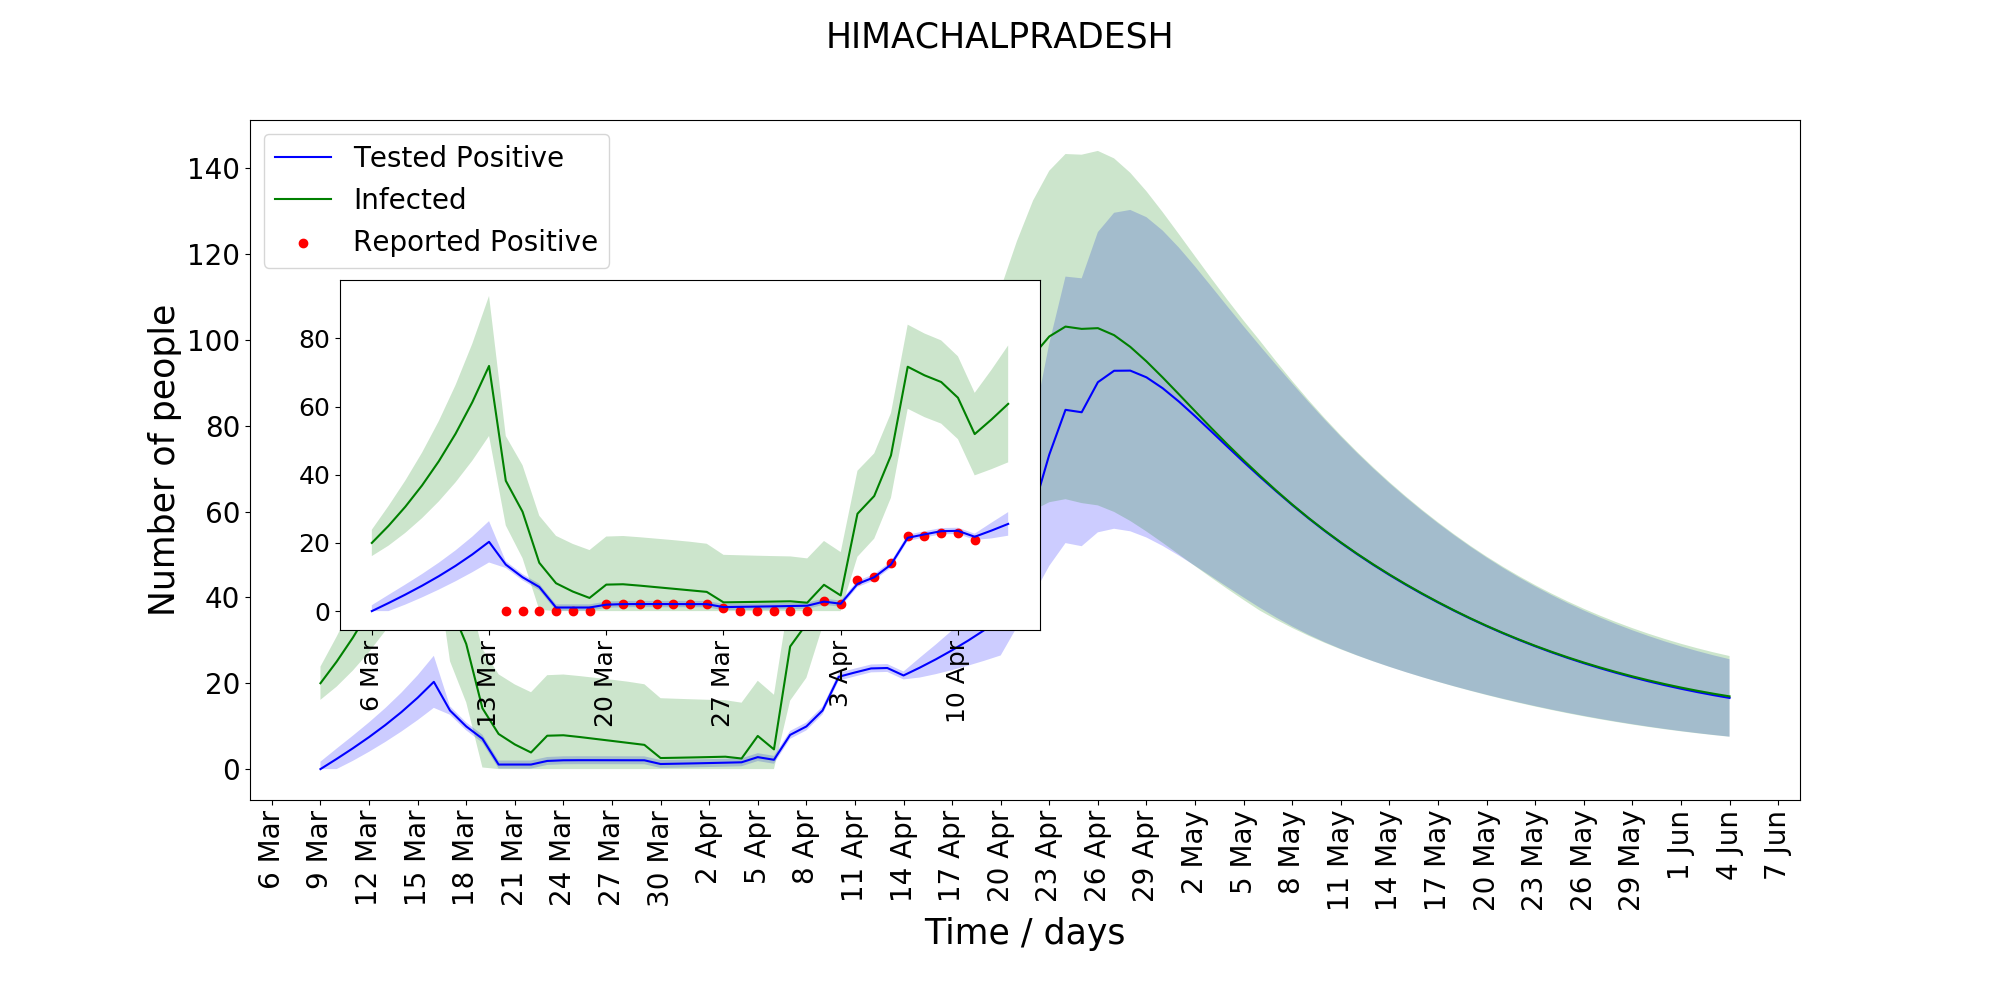 HIMACHALPRADESH
Tested Positive
Infected
Reported Positive
Number of people
140
120
100
80
60
40
20
0
80
60
40
20
0
6 Mar
13 Mar
20 Mar
27 Mar
3 Apr
10 Apr
6 Mar
9 Mar
12 Mar
15 Mar
18 Mar
21 Mar
24 Mar
27 Mar
30 Mar
2 Apr
5 Apr
8 Apr
11 Apr
14 Apr
17 Apr
20 Apr
23 Apr
26 Apr
29 Apr
2 May
5 May
8 May
11 May
14 May
17 May
20 May
23 May
26 May
29 May
1 Jun
4 Jun
7 Jun
Time / days